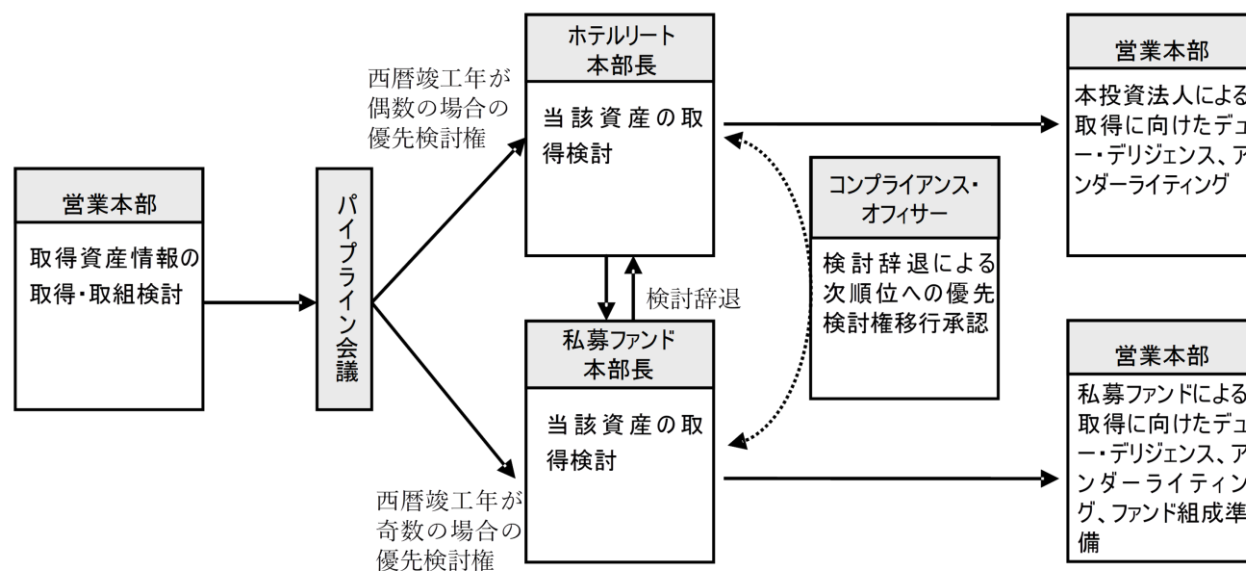 営業本部
取得資産情報の
取得・取組検討
パイプライン会議
西暦竣工年が
偶数の場合の
優先検討権
ホテルリート
本部長
当該資産の取
得検討
検討辞退
西暦竣工年が
奇数の場合の
優先検討権
私募ファンド
本部長
当該資産の取
得検討
コンプライアンス・
オフィサー
検討辞退による
次順位への優先
検討権移行承認
営業本部
本投資法人による
取得に向けたデュ
ー・デリジェンス、ア
ンダーライティング
営業本部
私募ファンドによる
取得に向けたデュ
ー・デリジェンス、ア
ンダーライティン
グ、ファンド組成準
備